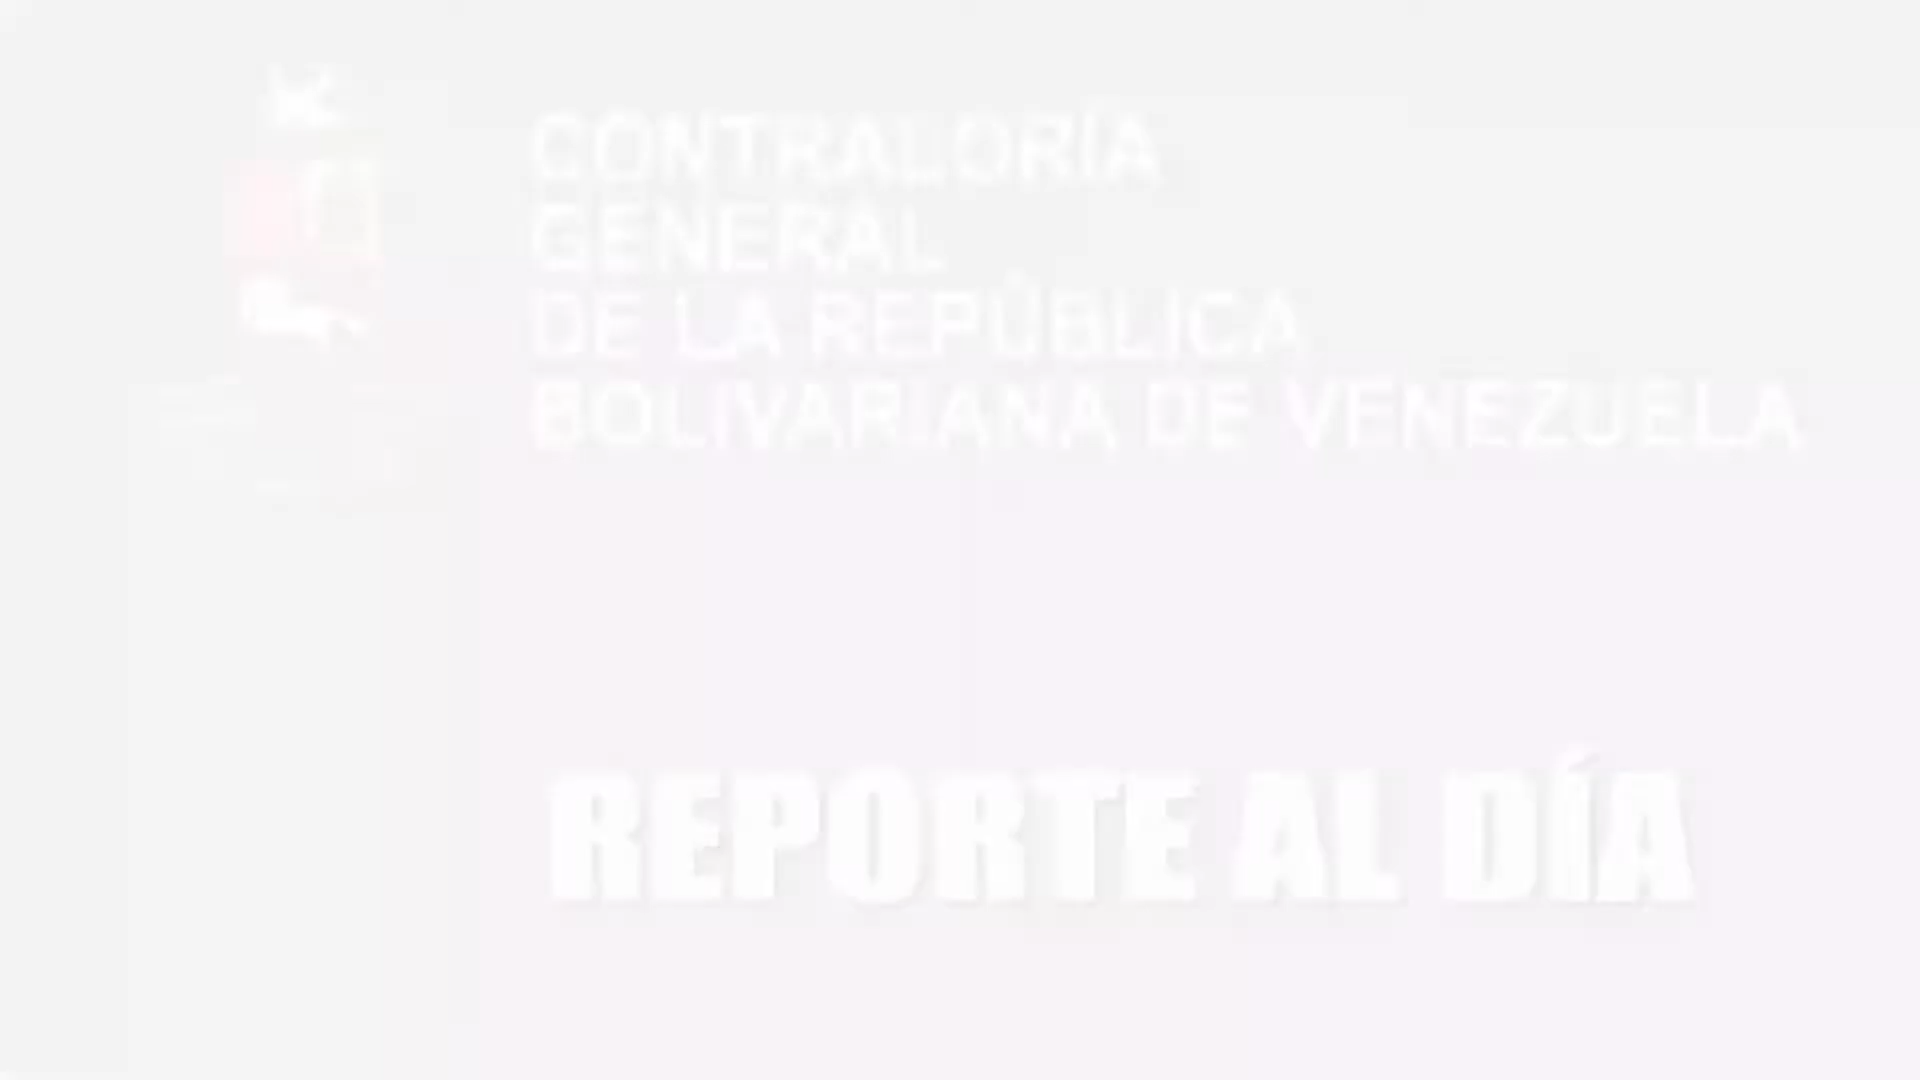 CONTRALORÍA
GENERAL
DE LA REPÚBLICA
BOLIVARIANA DE VENEZUELA
REPORTE AL DÍA